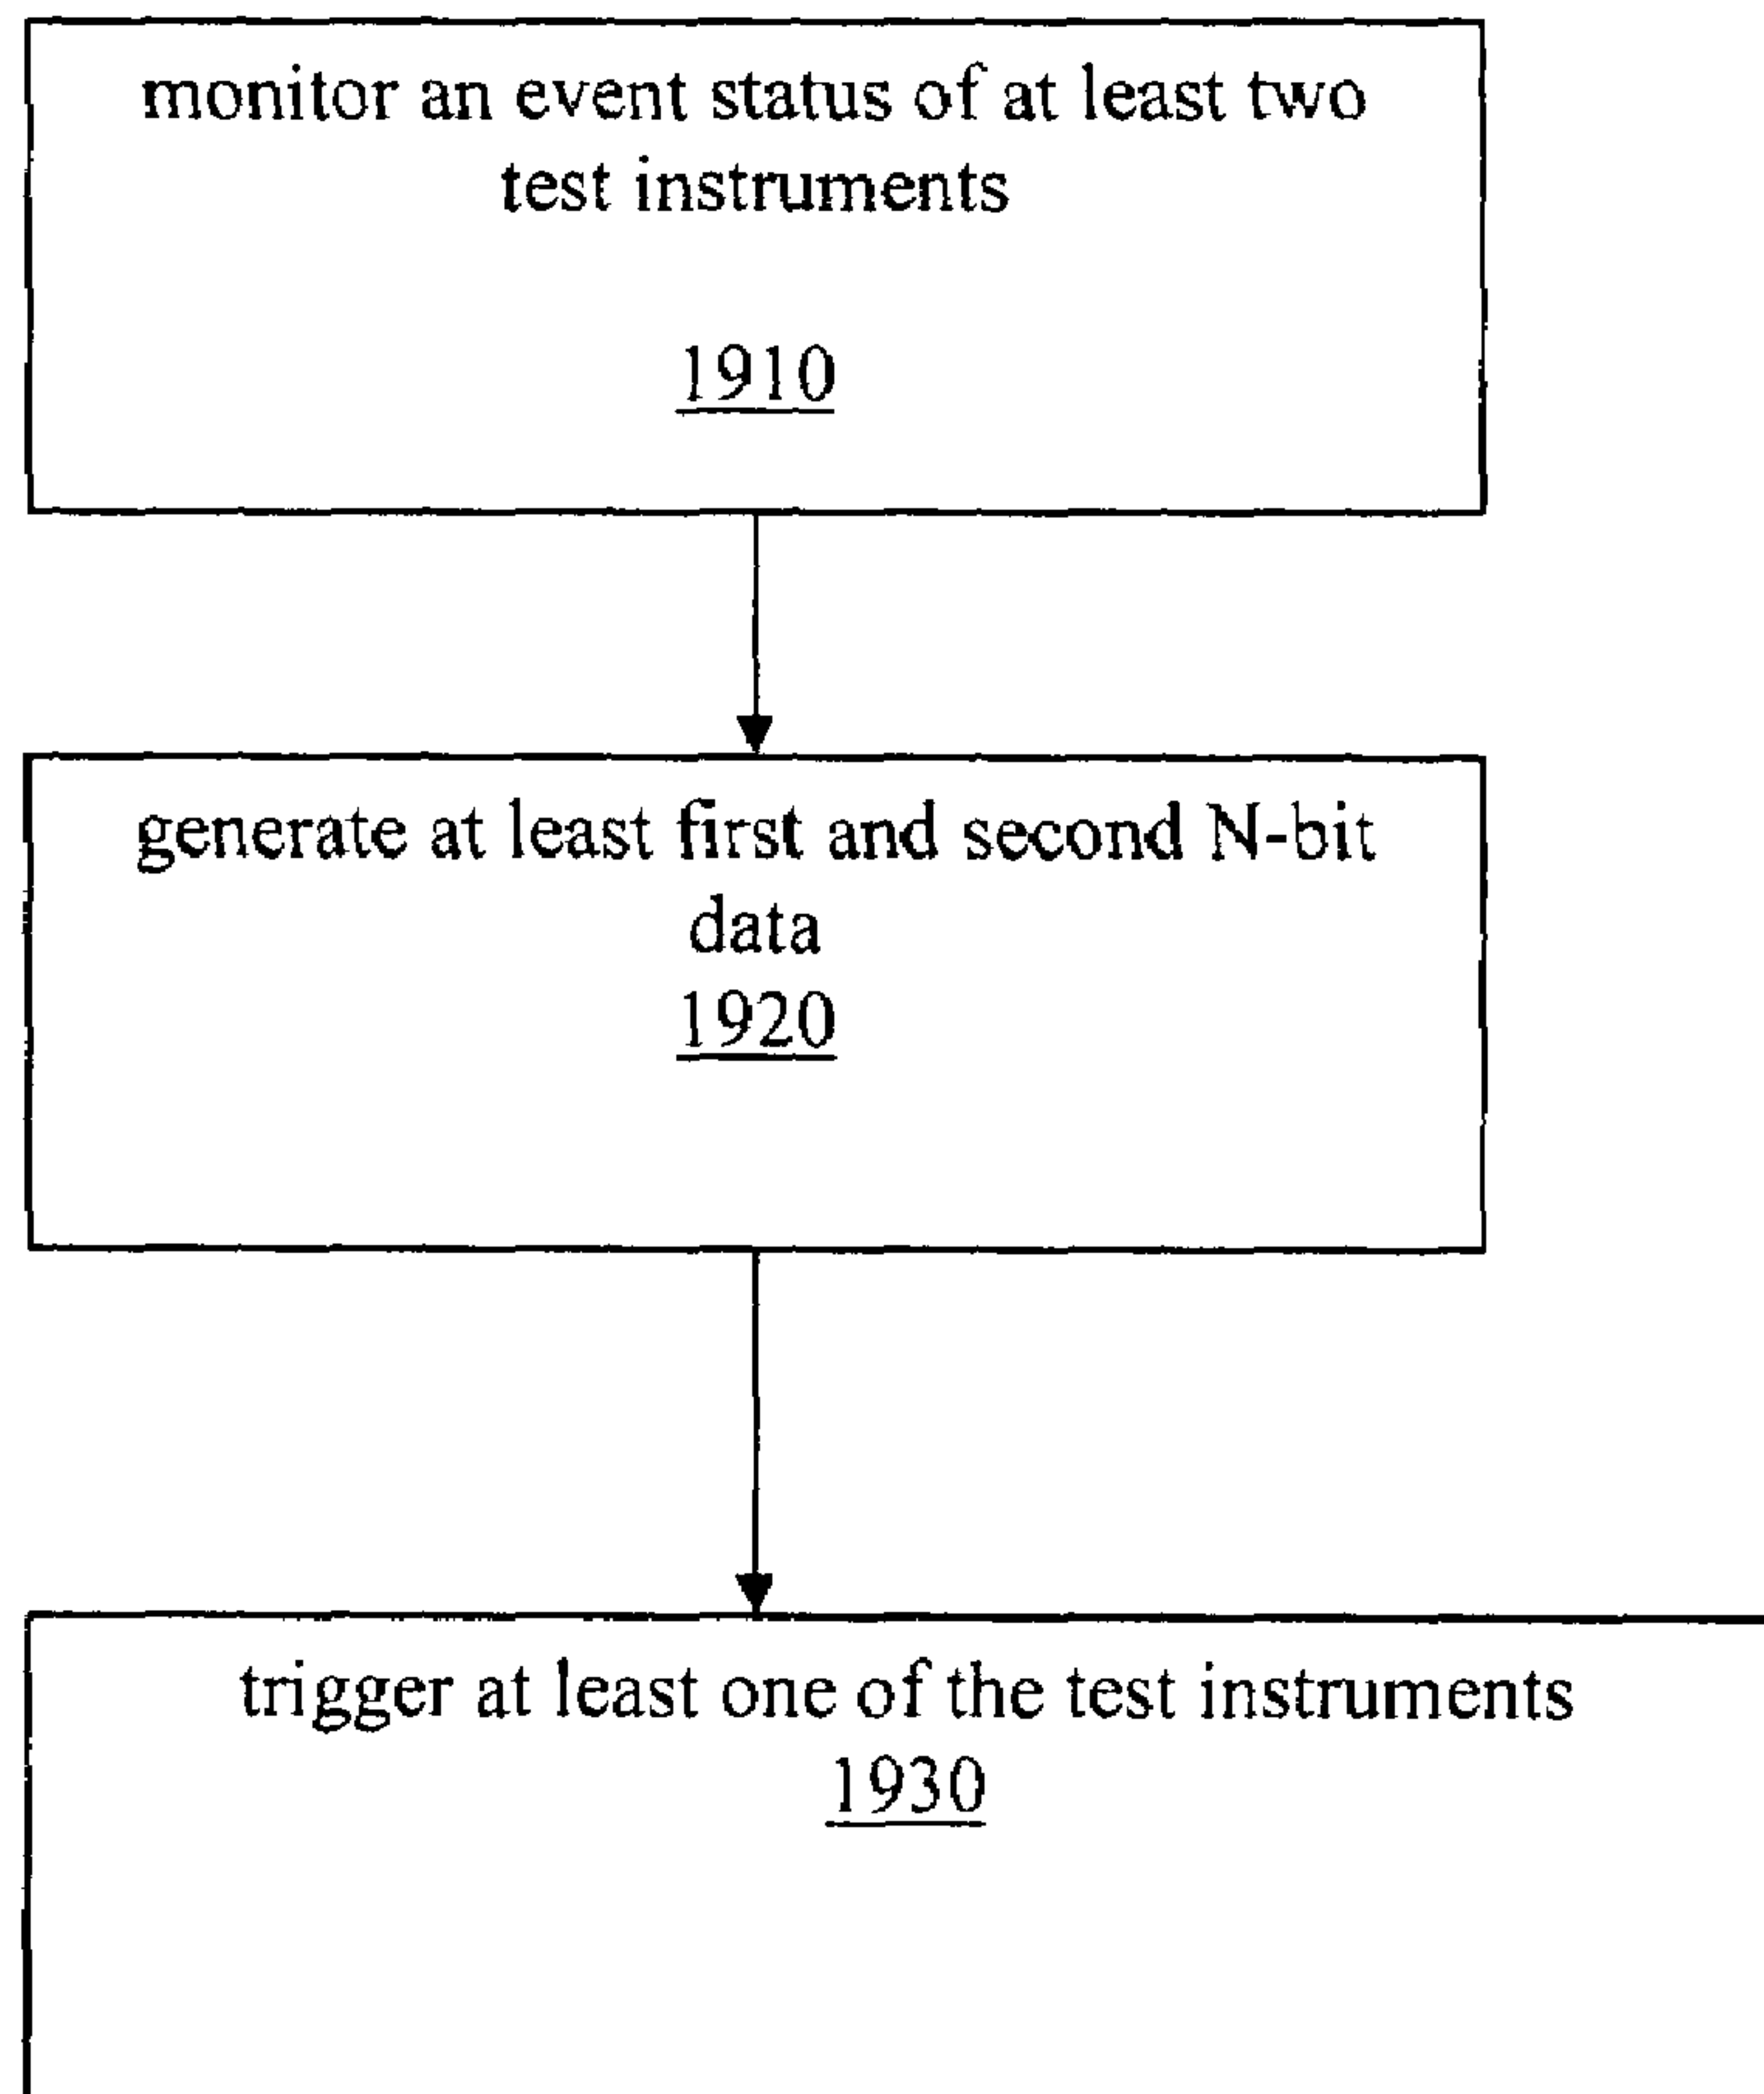 monitor an event status of at least two
test instruments
1910
generate at least first and second N-bit
data
1920
trigger at least one of the test instruments
1930